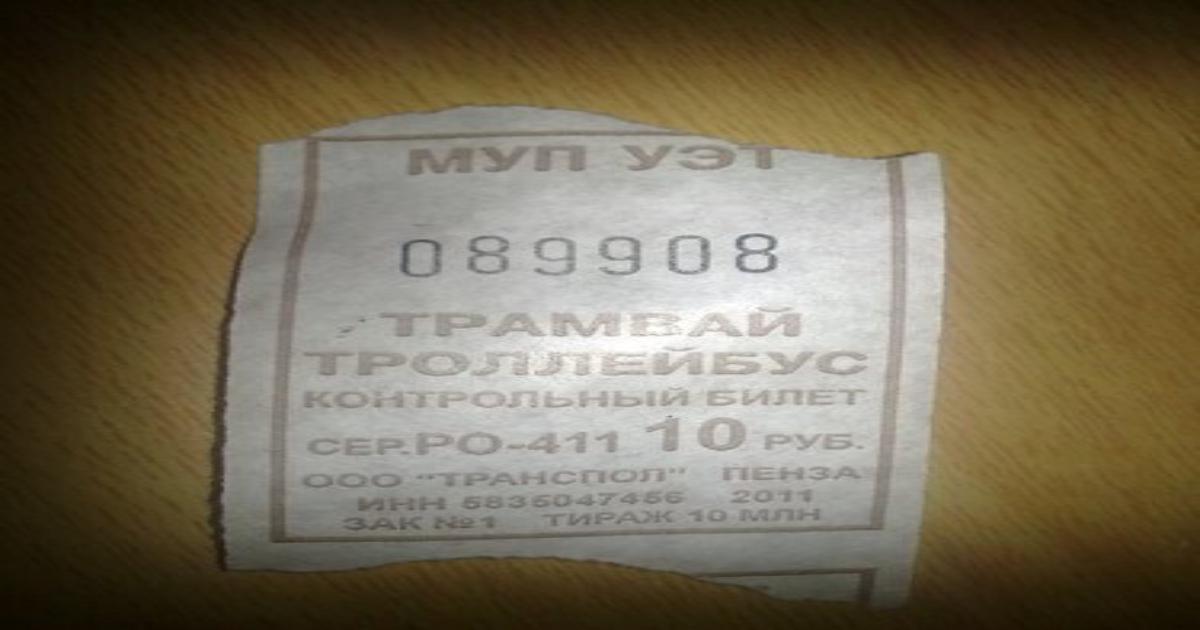 МУП УЭТ
089908
ТРАМВАЙ
ТРОЛЛЕЙБУС
КОНТРОЛЬНЫЙ БИЛЕТ
СЕР.РО-411 10 РУБ.
ООО "ТРАНСПОЛ" ПЕНЗА
ИНН 5835047456 2011
ЗАК №1 ТИРАЖ 10 МЛН